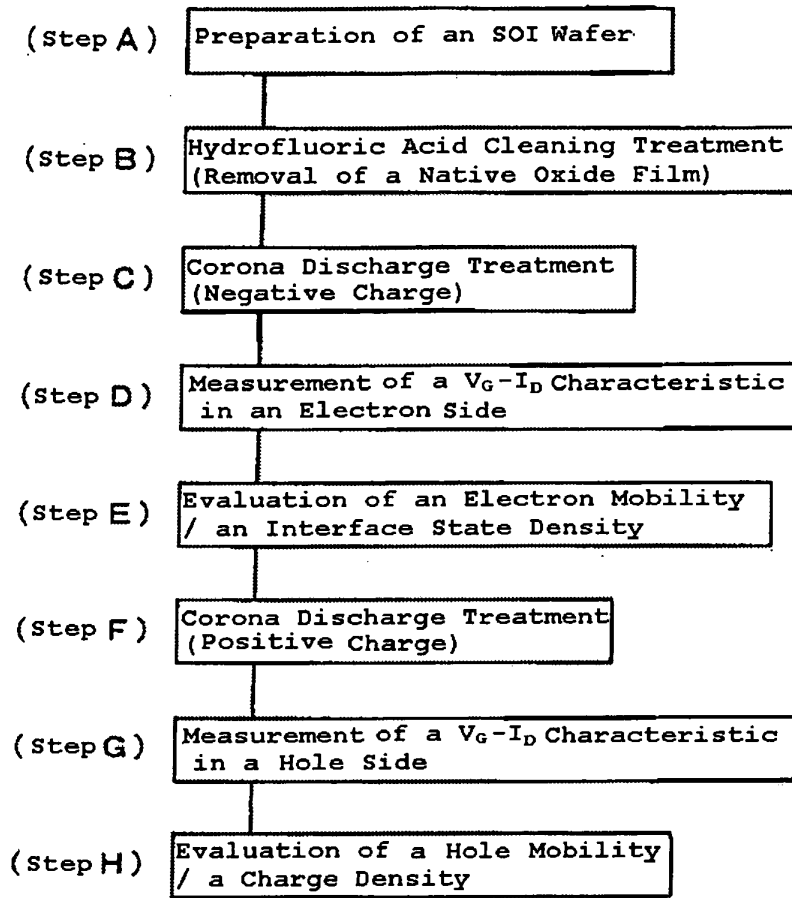 (Step A) Preparation of an SOI Wafer
(Step B) Hydrofluoric Acid Cleaning Treatment
(Removal of a Native Oxide Film)
(Step C) Corona Discharge Treatment
(Negative Charge)
(Step D) Measurement of a VG-ID Characteristic
in an Electron Side
(Step E) Evaluation of an Electron Mobility
/ an Interface State Density
(Step F) Corona Discharge Treatment
(Positive Charge)
(Step G) Measurement of a VG-ID Characteristic
in a Hole Side
(Step H) Evaluation of a Hole Mobility
/ a Charge Density